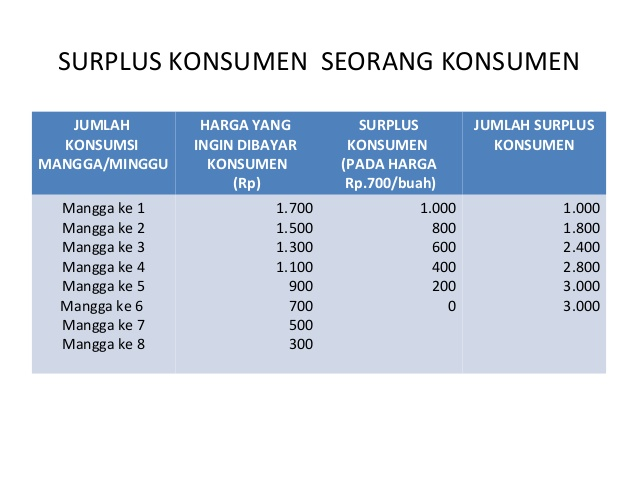 SURPLUS KONSUMEN SEORANG KONSUMEN
JUMLAH KONSUMSI MANGGA/MINGGU HARGA YANG INGIN DIBAYAR KONSUMEN (Rp) SURPLUS KONSUMEN (PADA HARGA Rp.700/buah) JUMLAH SURPLUS KONSUMEN
Mangga ke 1 1.700 1.000 1.000
Mangga ke 2 1.500 800 1.800
Mangga ke 3 1.300 600 2.400
Mangga ke 4 1.100 400 2.800
Mangga ke 5 900 200 3.000
Mangga ke 6 700 0 3.000
Mangga ke 7 500
Mangga ke 8 300